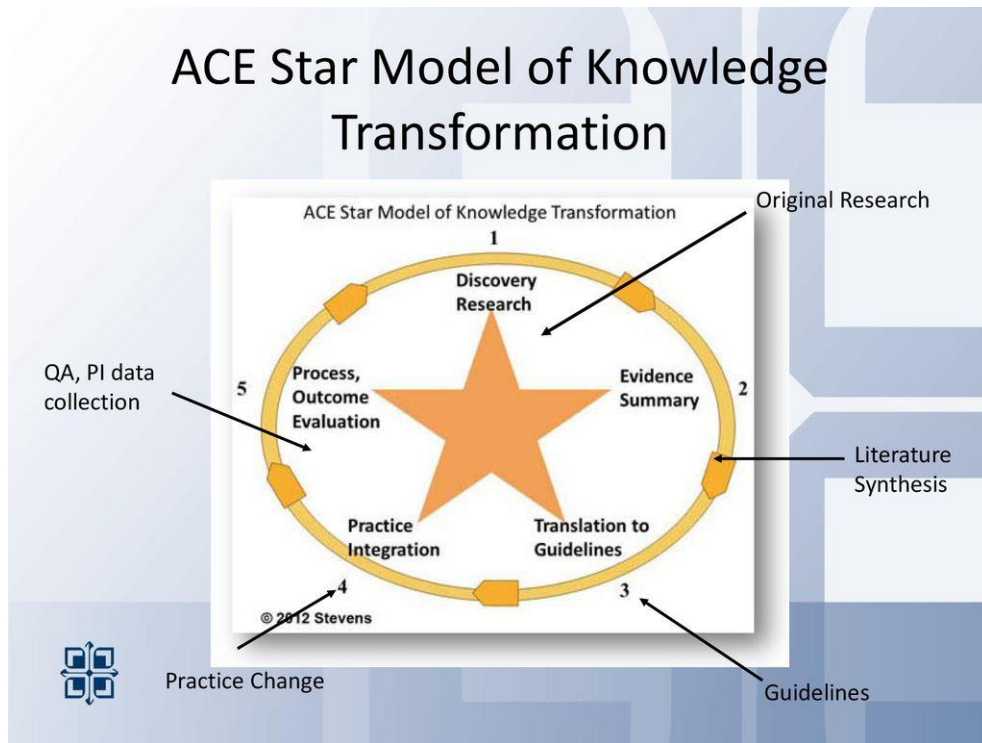 ACE Star Model of Knowledge
Transformation
ACE Star Model of Knowledge Transformation
Original Research
1
Discovery
Research
QA, PI data
collection
5
Process,
Outcome
Evaluation
Evidence
Summary
2
Literature
Synthesis
Practice
Integration
Translation to
Guidelines
4
3
© 2012 Stevens
Practice Change
Guidelines